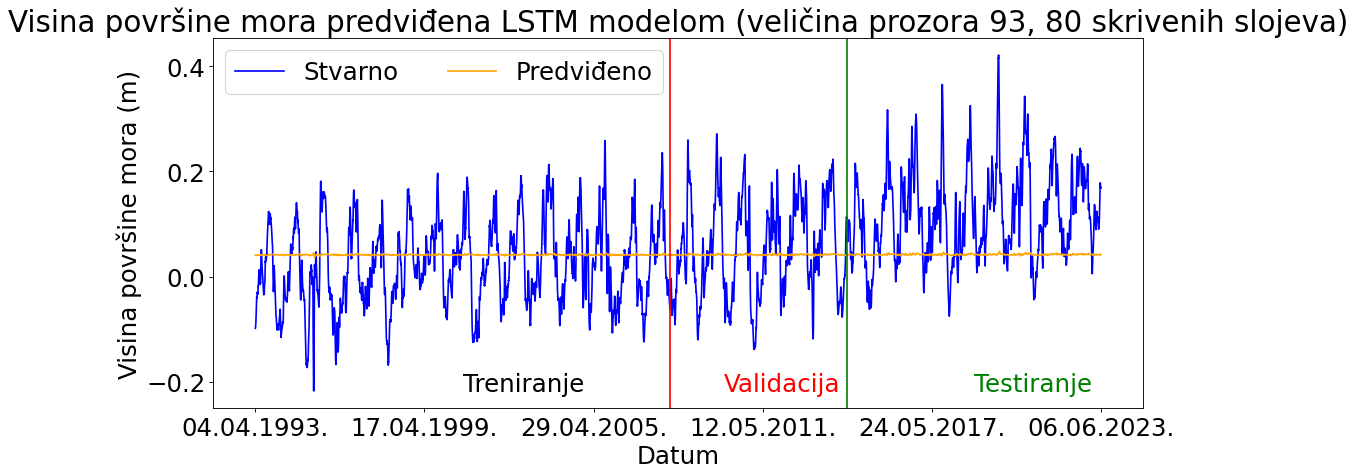 Visina površine mora predviđena LSTM modelom (veličina prozora 93, 80 skrivenih slojeva)
Stvarno
Predviđeno
Visina površine mora (m)
0.4
0.2
0.0
−0.2
Treniranje
Validacija
Testiranje
04.04.1993.
17.04.1999.
29.04.2005.
12.05.2011.
24.05.2017.
06.06.2023.
Datum